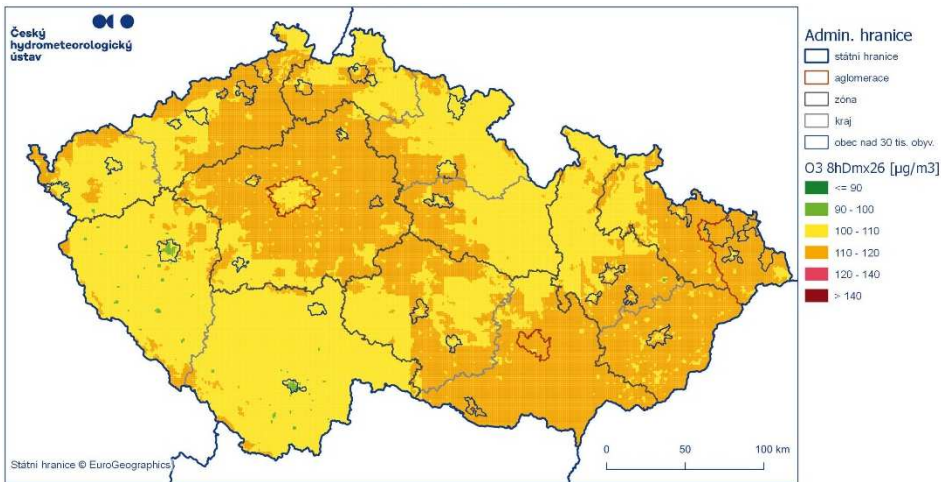 Český
hydrometeorologický
ústav
Státní hranice © EuroGeographics
0 50 100 km
Admin. hranice
státní hranice
aglomerace
zóna
kraj
obec nad 30 tis. obyv.
O3 8hDmx26 [µg/m3]
<= 90
90 - 100
100 - 110
110 - 120
120 - 140
> 140